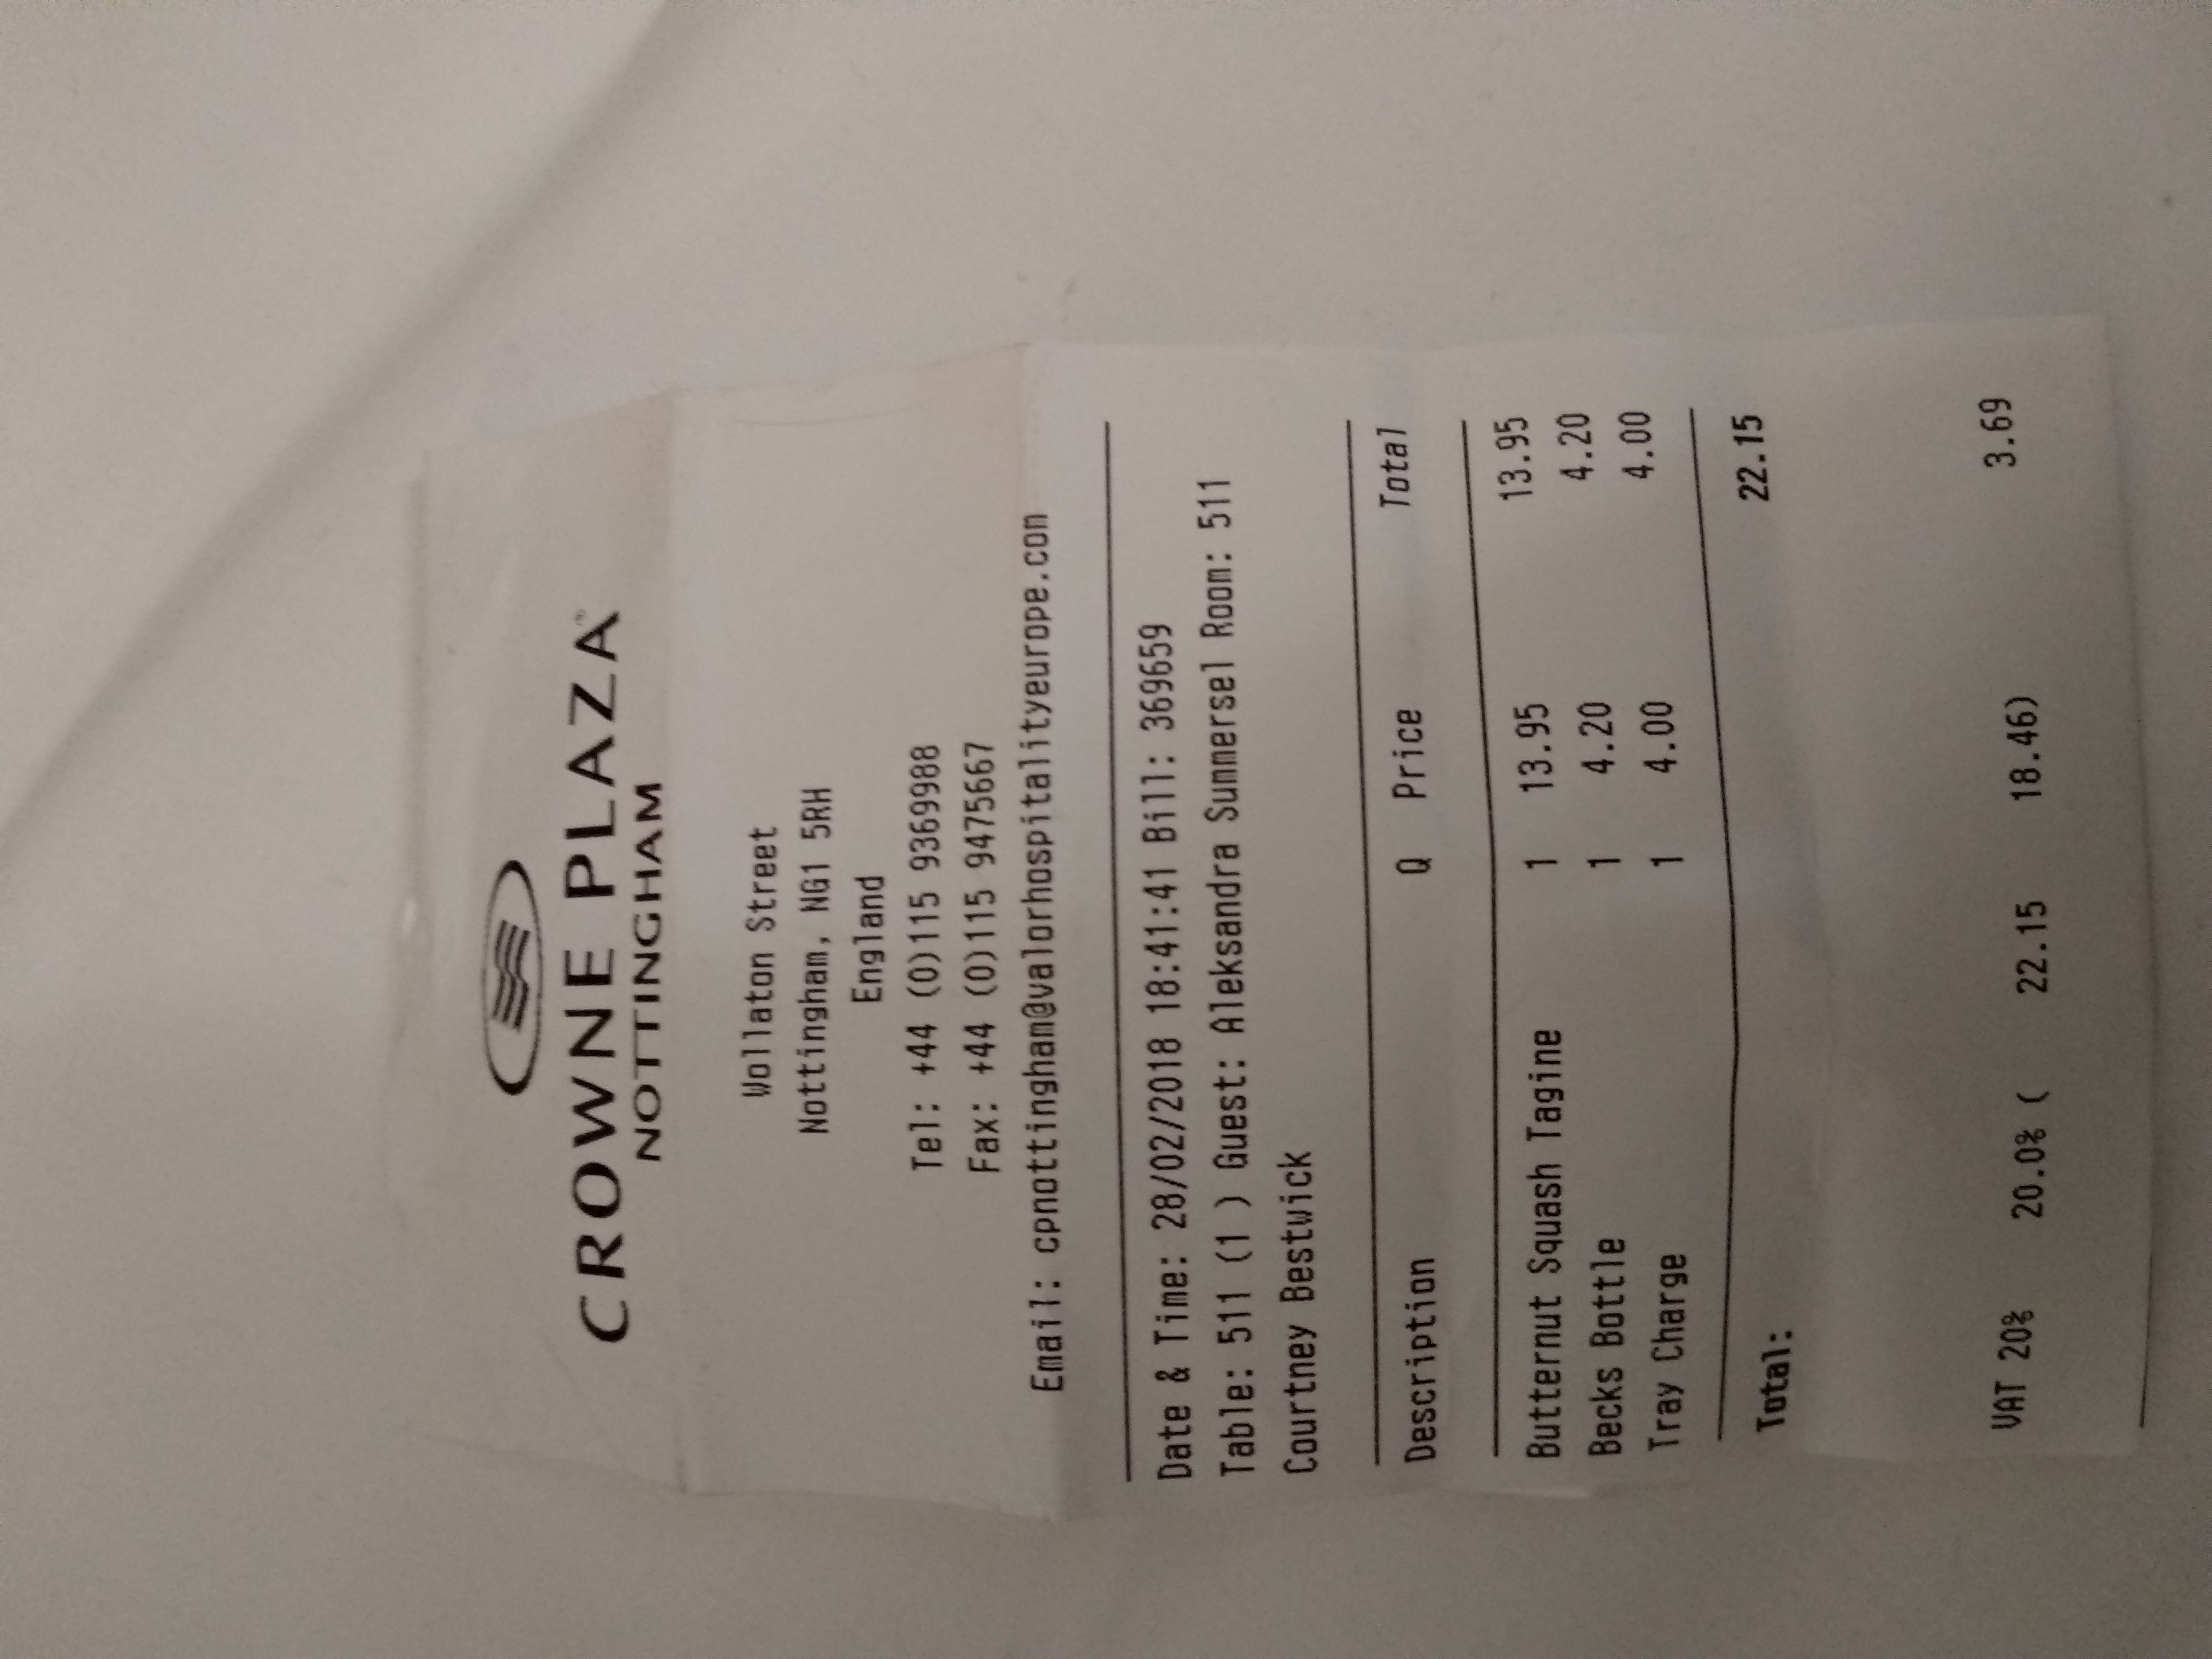 CROWNE PLAZA
NOTTINGHAM
Wollaton Street
Nottingham, NG1 5RH
England
Tel: +44 (0)115 9369988
Fax: +44 (0)115 9475667
Email: cpnottingham@valorhospitalityeurope.com
Date & Time: 28/02/2018 18:41:41 Bill: 369659
Table: 511 (1 ) Guest: Aleksandra Summersel Room: 511
Courtney Bestwick
Description Q Price Total
Butternut Squash Tagine 1 13.95 13.95
Becks Bottle 1 4.20 4.20
Tray Charge 1 4.00 4.00
Total: 22.15
VAT 20% 20.0% ( 22.15 18.46) 3.69